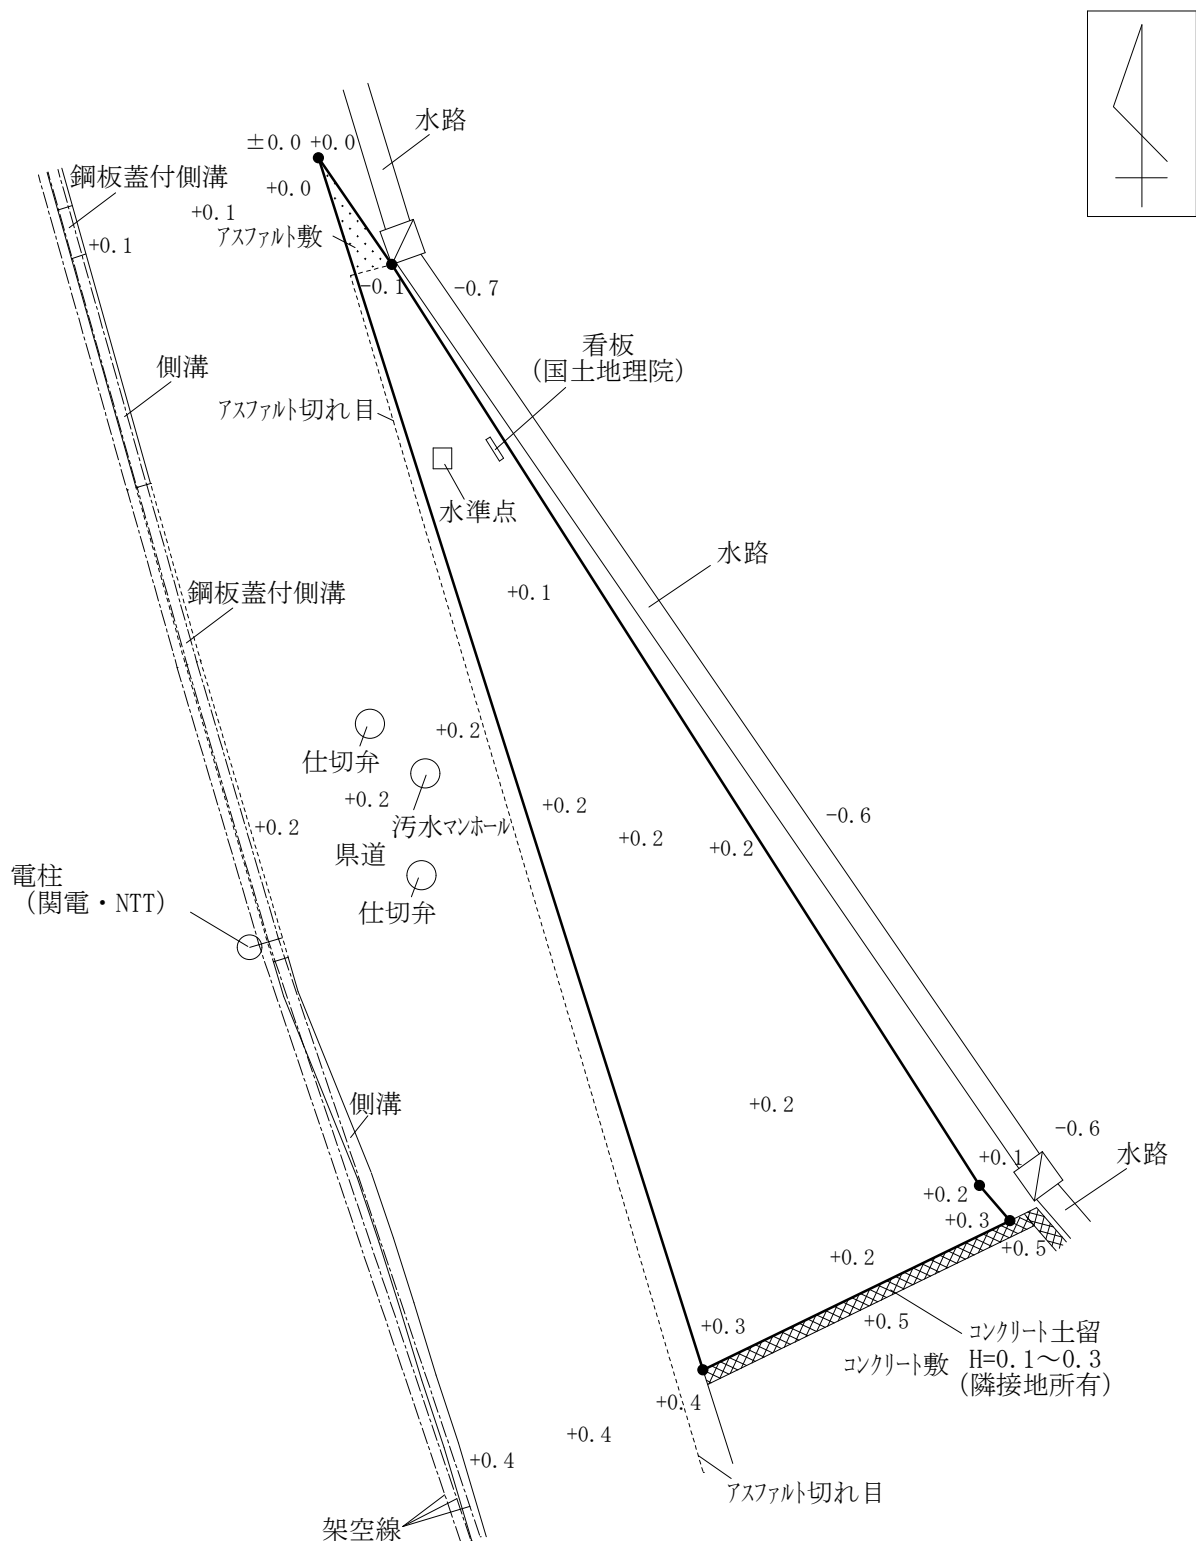 水路
±0.0 +0.0
鋼板蓋付側溝
+0.0
+0.1
アスファルト敷
+0.1
-0.1
-0.7
看板
(国土地理院)
側溝
アスファルト切れ目
水準点
水路
鋼板蓋付側溝
+0.1
+0.2
仕切弁
+0.2
+0.2
-0.6
+0.2
汚水マンホール
+0.2
+0.2
県道
電柱
(関電・NTT)
仕切弁
側溝
+0.2
-0.6
+0.1
水路
+0.2
+0.3
+0.5
+0.2
+0.3
+0.5
コンクリート土留
H=0.1～0.3
(隣接地所有)
コンクリート敷
+0.4
+0.4
+0.4
アスファルト切れ目
架空線